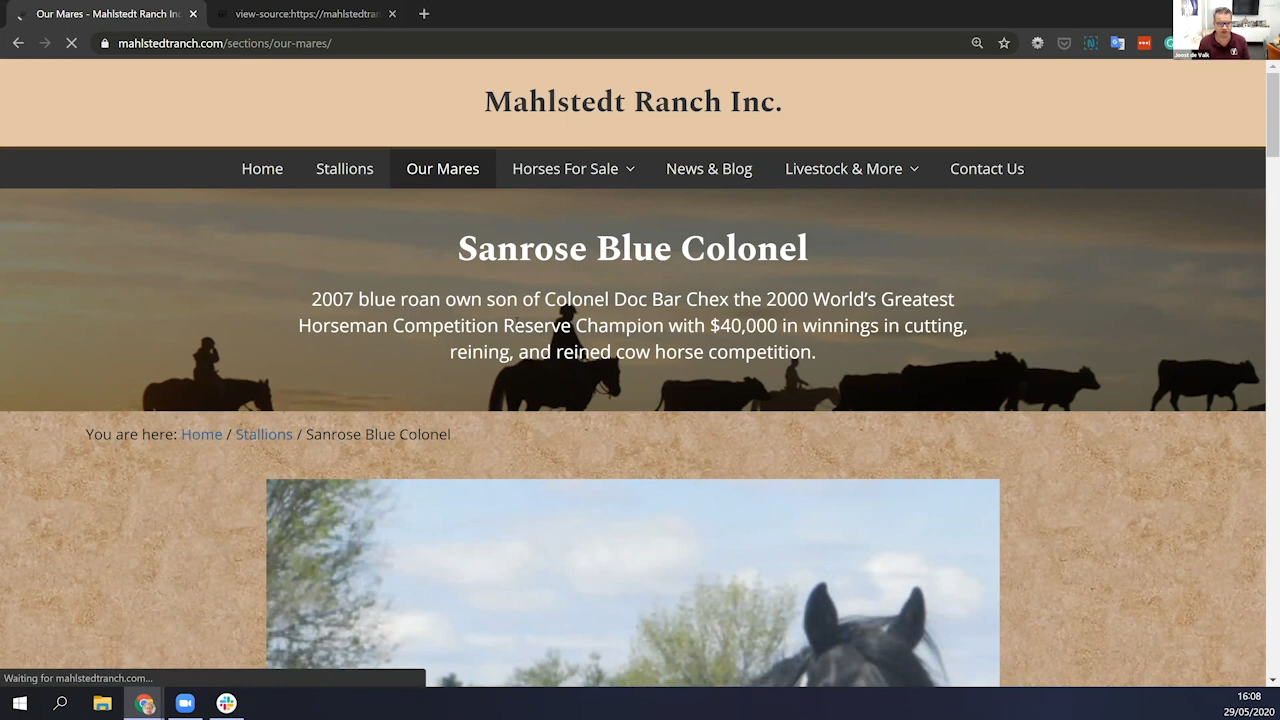 Our Mares - Mahlstedt Ranch Inc
view-source:https://mahlstedtran
mahlstedtranch.com/sections/our-mares/
Joost de Valk
Mahlstedt Ranch Inc.
Home
Stallions
Our Mares
Horses For Sale
News & Blog
Livestock & More
Contact Us
Sanrose Blue Colonel
2007 blue roan own son of Colonel Doc Bar Chex the 2000 World’s Greatest
Horseman Competition Reserve Champion with $40,000 in winnings in cutting,
reining, and reined cow horse competition.
You are here: Home / Stallions / Sanrose Blue Colonel
Waiting for mahlstedtranch.com...
16:08
29/05/2020